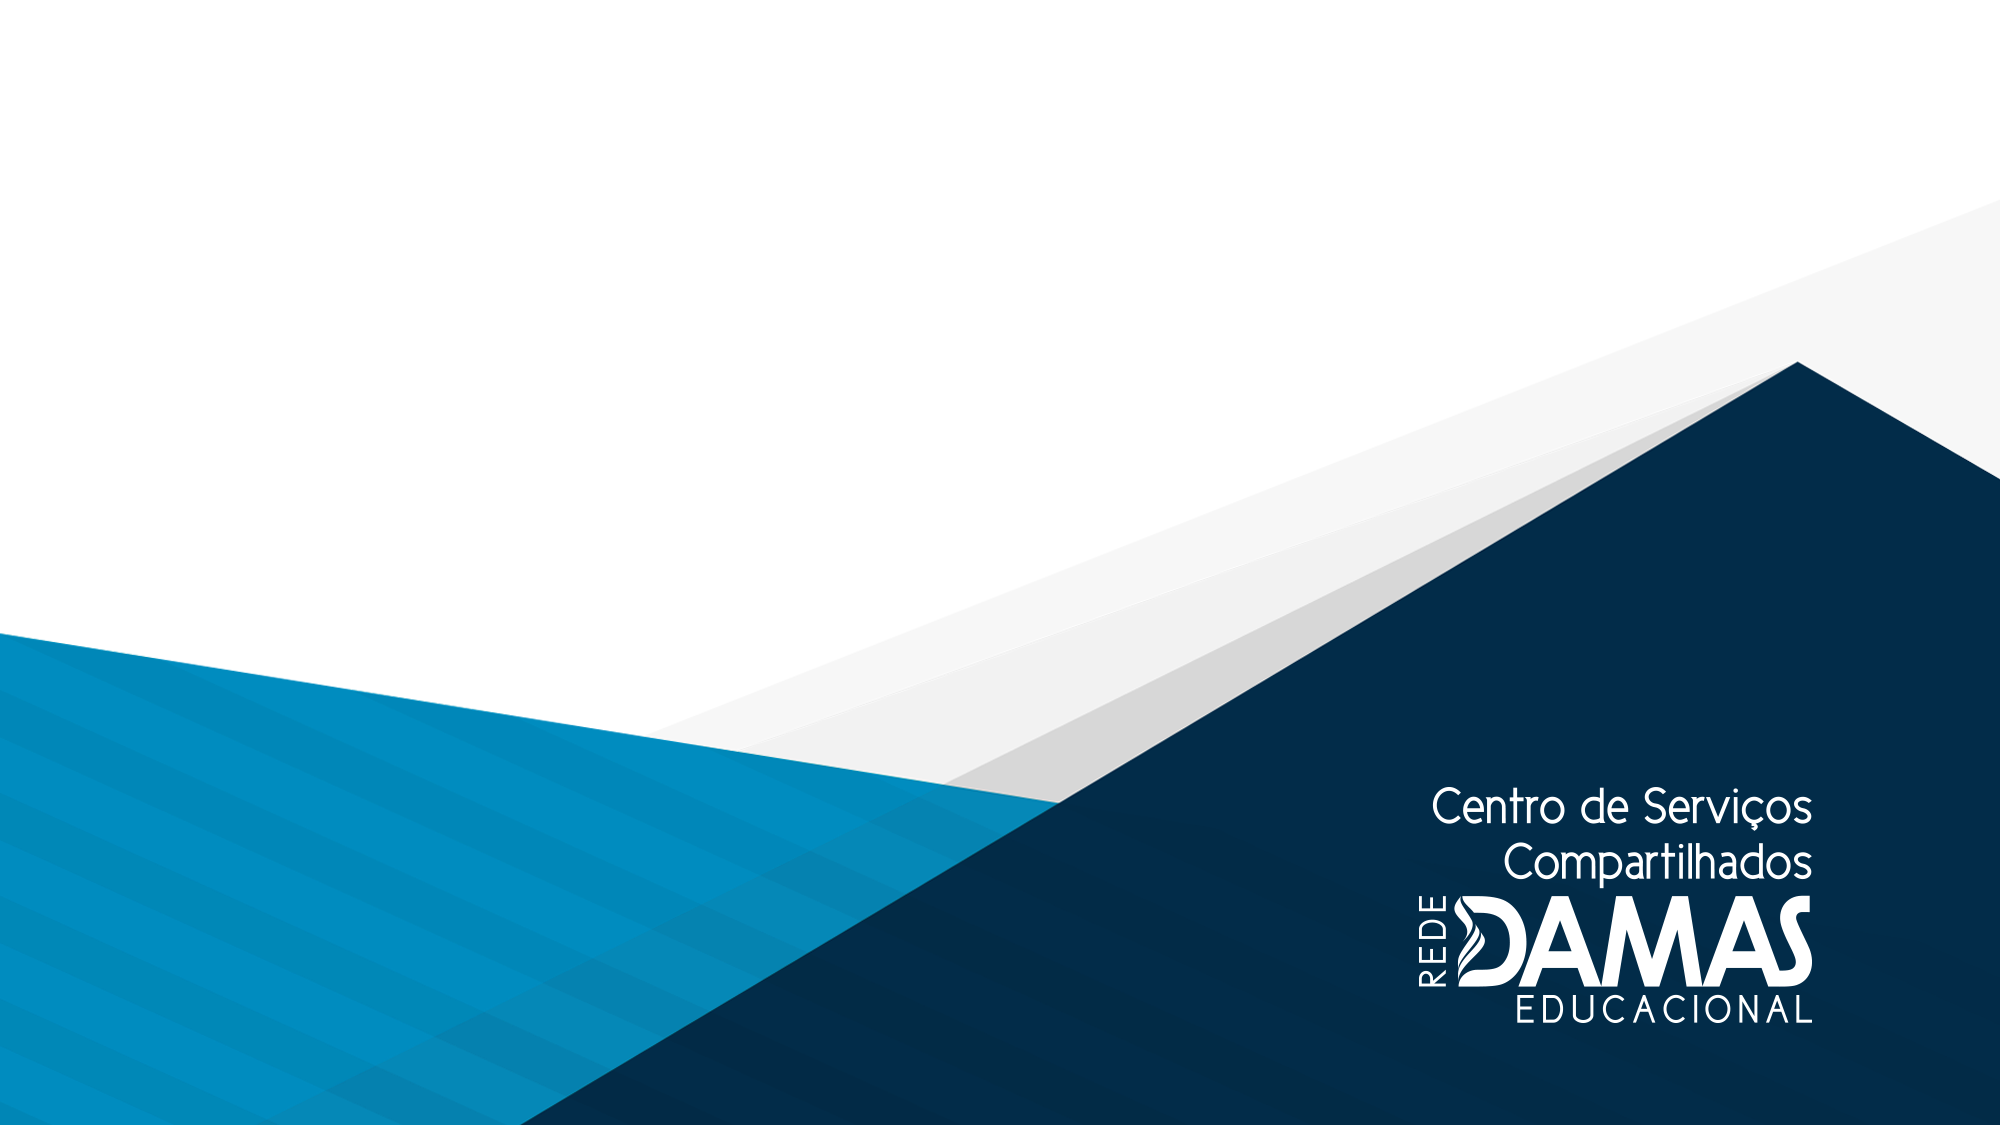 Centro de Serviços
Compartilhados
REDE
DAMAS
EDUCACIONAL